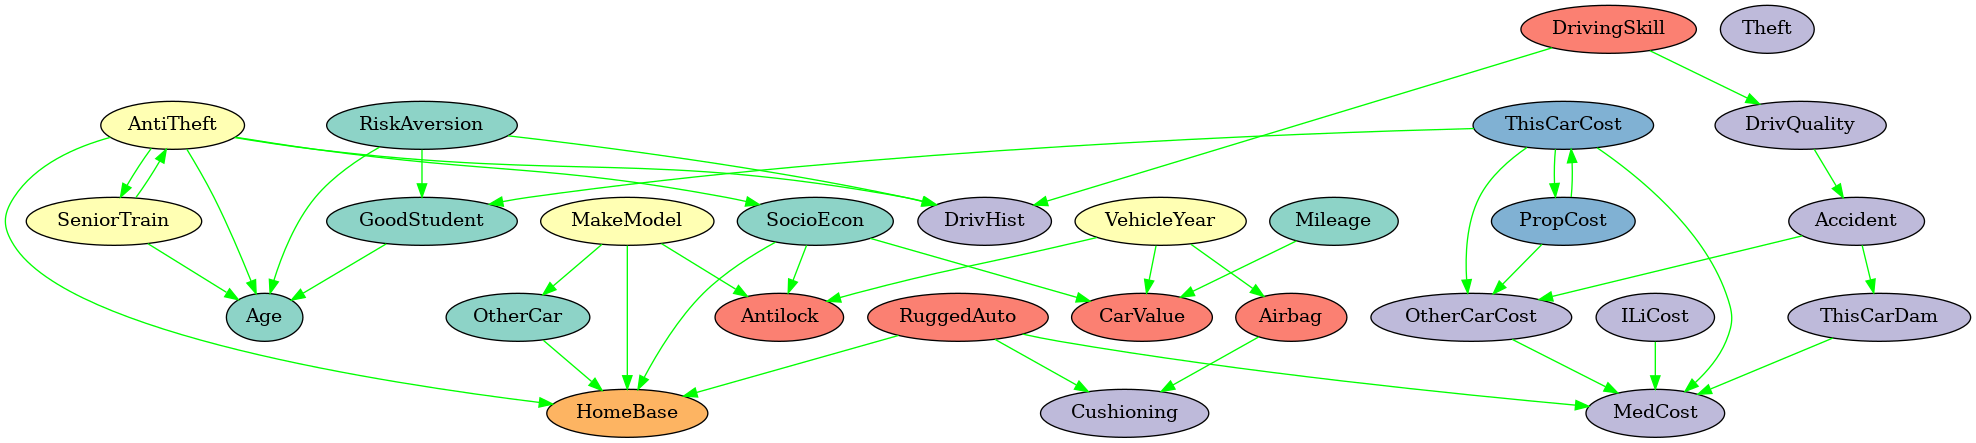 DrivingSkill
Theft
AntiTheft
RiskAversion
ThisCarCost
DrivQuality
SeniorTrain
GoodStudent
MakeModel
SocioEcon
DrivHist
VehicleYear
Mileage
PropCost
Accident
Age
OtherCar
Antilock
RuggedAuto
CarValue
Airbag
OtherCarCost
ILiCost
ThisCarDam
HomeBase
Cushioning
MedCost